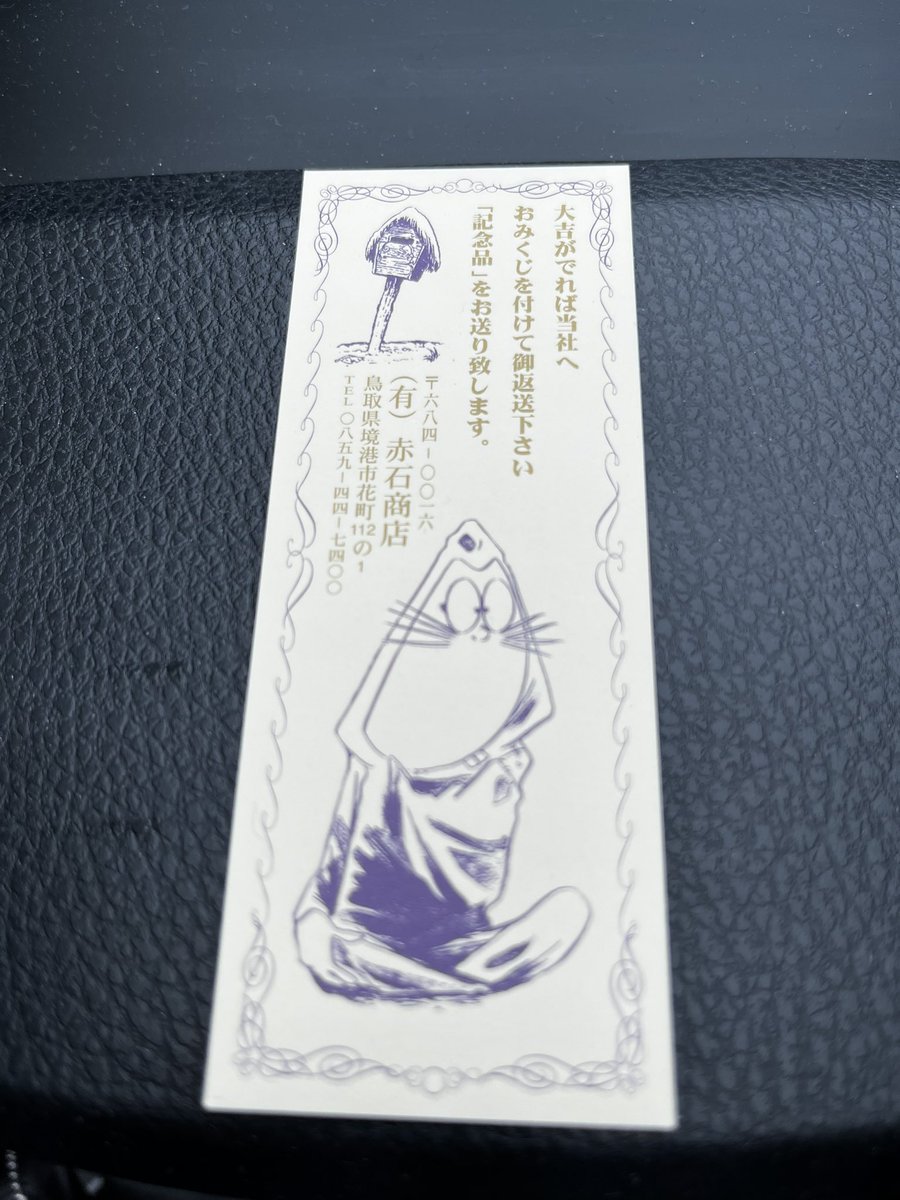 大吉がでれば当社へ
おみくじを付けて御返送下さい
「記念品」をお送り致します。
〒六八四－〇〇一六
（有）赤石商店
鳥取県境港市花町112の1
TEL〇八五九－四四－七四〇〇